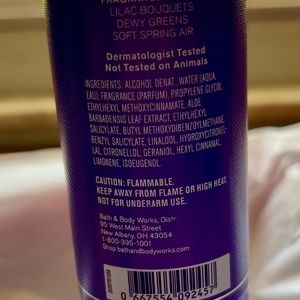 FRAGRANCE
LILAC BOUQUETS
DEWY GREENS
SOFT SPRING AIR
Dermatologist Tested
Not Tested on Animals
INGREDIENTS: ALCOHOL DENAT, WATER (AQUA,
EAU), FRAGRANCE (PARFUM), PROPYLENE GLYCOL,
ETHYLHEXYL METHOXYCINNAMATE, ALOE
BARBADENSIS LEAF EXTRACT, ETHYLHEXYL
SALICYLATE, BUTYL METHOXYDIBENZOYLMETHANE,
BENZYL SALICYLATE, LINALOOL, HYDROXYCITRONEL-
LAL, CITRONELLOL, GERANIOL, HEXYL CINNAMAL,
LIMONENE, ISOEUGENOL.
CAUTION: FLAMMABLE.
KEEP AWAY FROM FLAME OR HIGH HEAT.
NOT FOR UNDERARM USE.
Bath & Body Works, Distr.
95 West Main Street
New Albany, OH 43054
1-800-395-1001
Shop bathandbodyworks.com
0 667554 092457